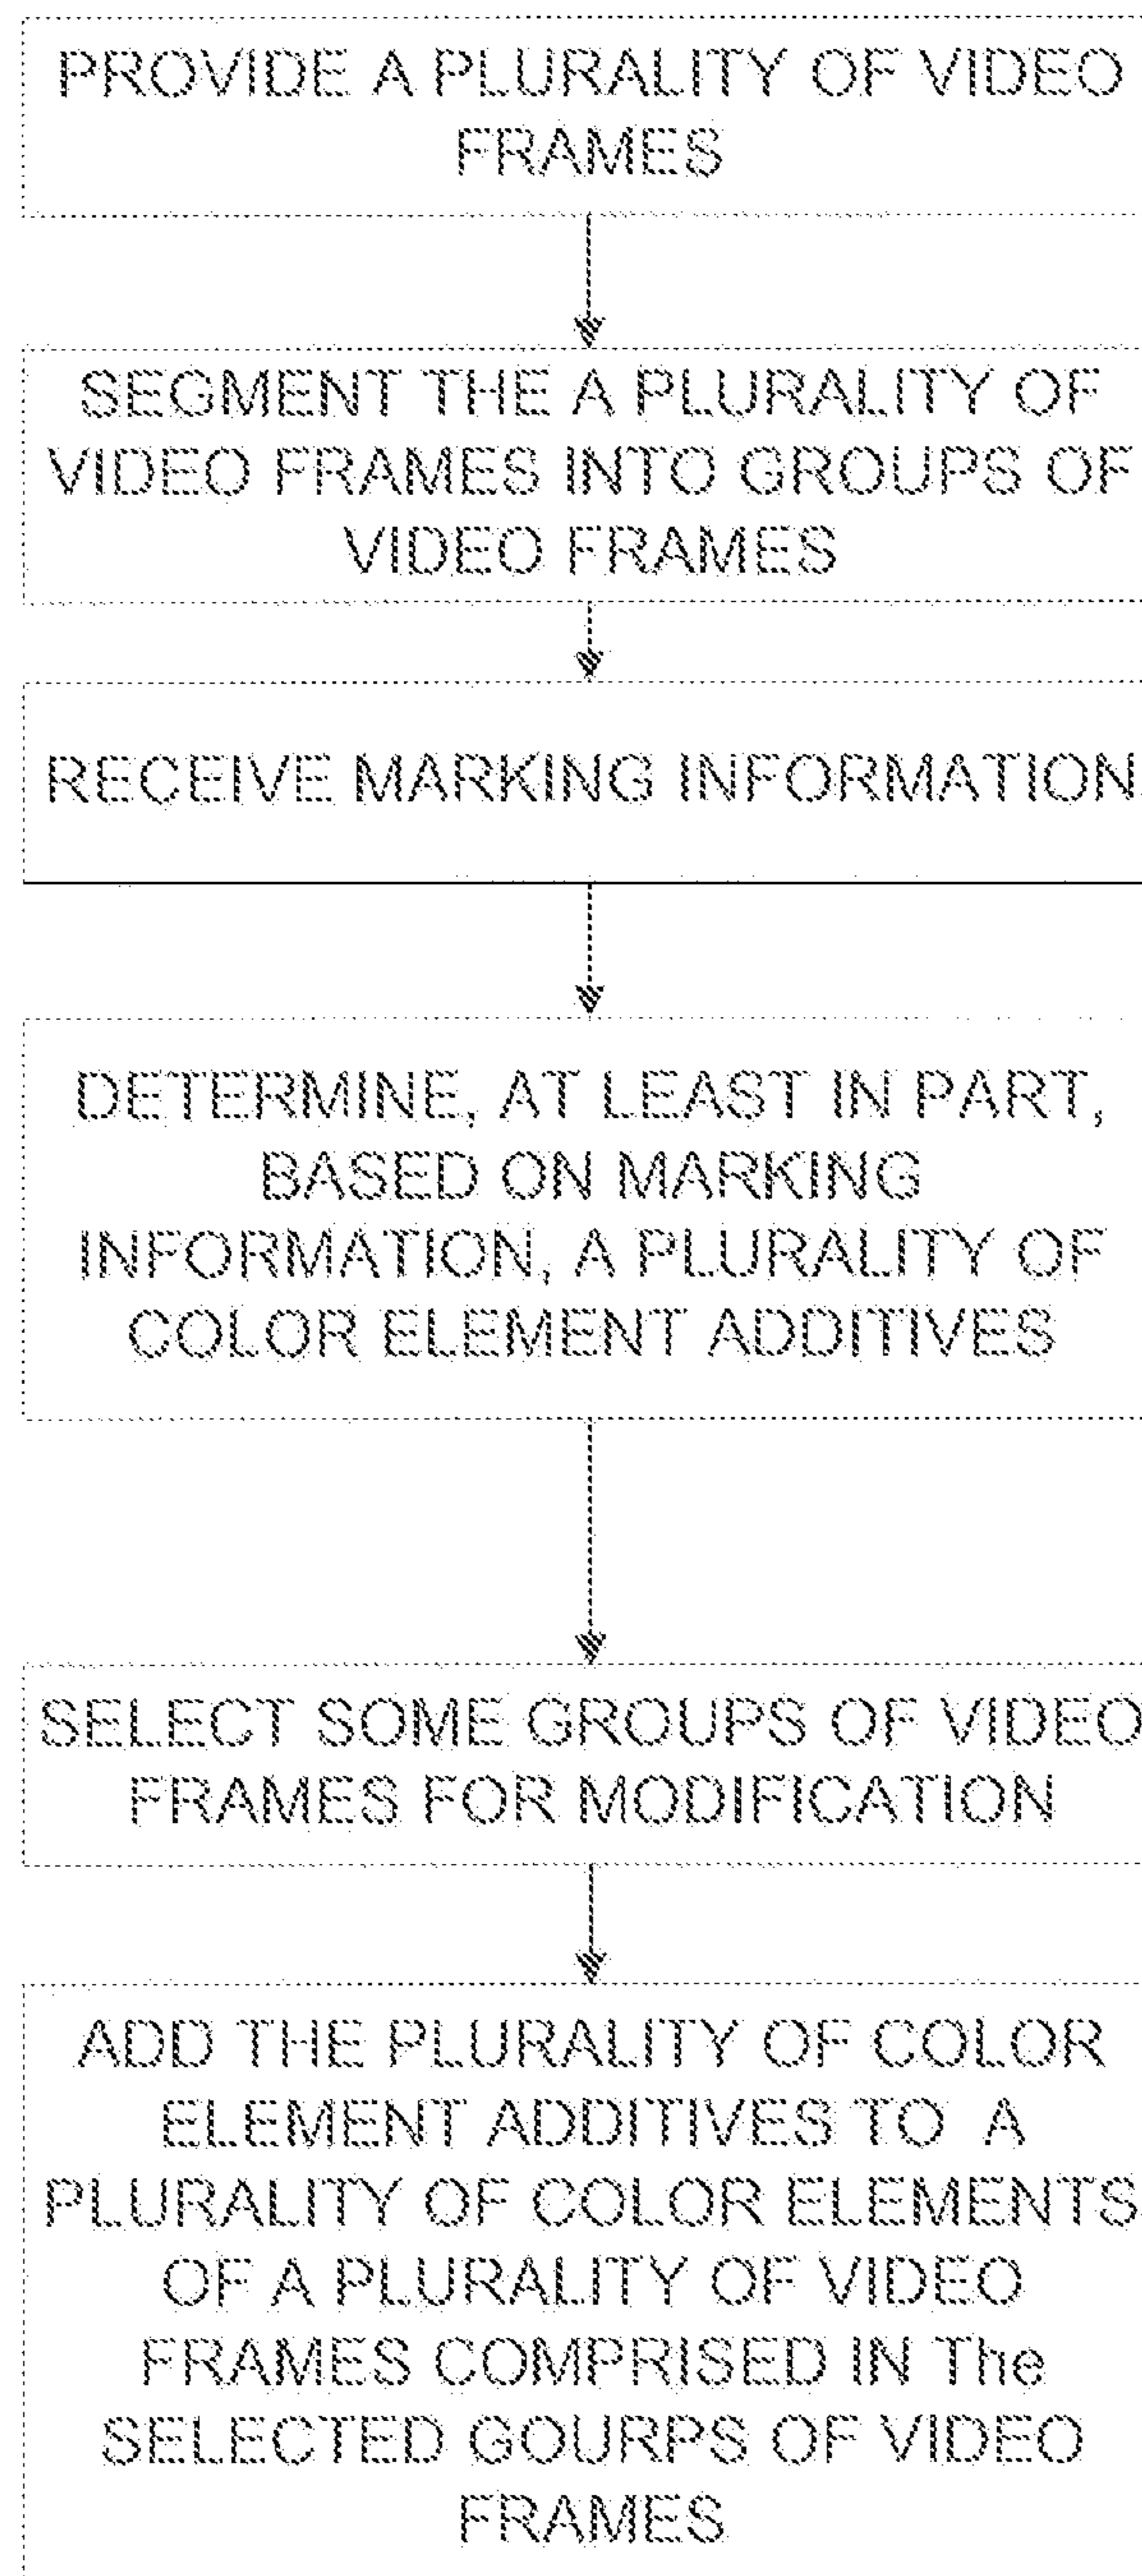 PROVIDE A PLURALITY OF VIDEO
FRAMES
SEGMENT THE A PLURALITY OF
VIDEO FRAMES INTO GROUPS OF
VIDEO FRAMES
RECEIVE MARKING INFORMATION
DETERMINE, AT LEAST IN PART,
BASED ON MARKING
INFORMATION, A PLURALITY OF
COLOR ELEMENT ADDITIVES
SELECT SOME GROUPS OF VIDEO
FRAMES FOR MODIFICATION
ADD THE PLURALITY OF COLOR
ELEMENT ADDITIVES TO A
PLURALITY OF COLOR ELEMENTS
OF A PLURALITY OF VIDEO
FRAMES COMPRISED IN The
SELECTED GOURPS OF VIDEO
FRAMES